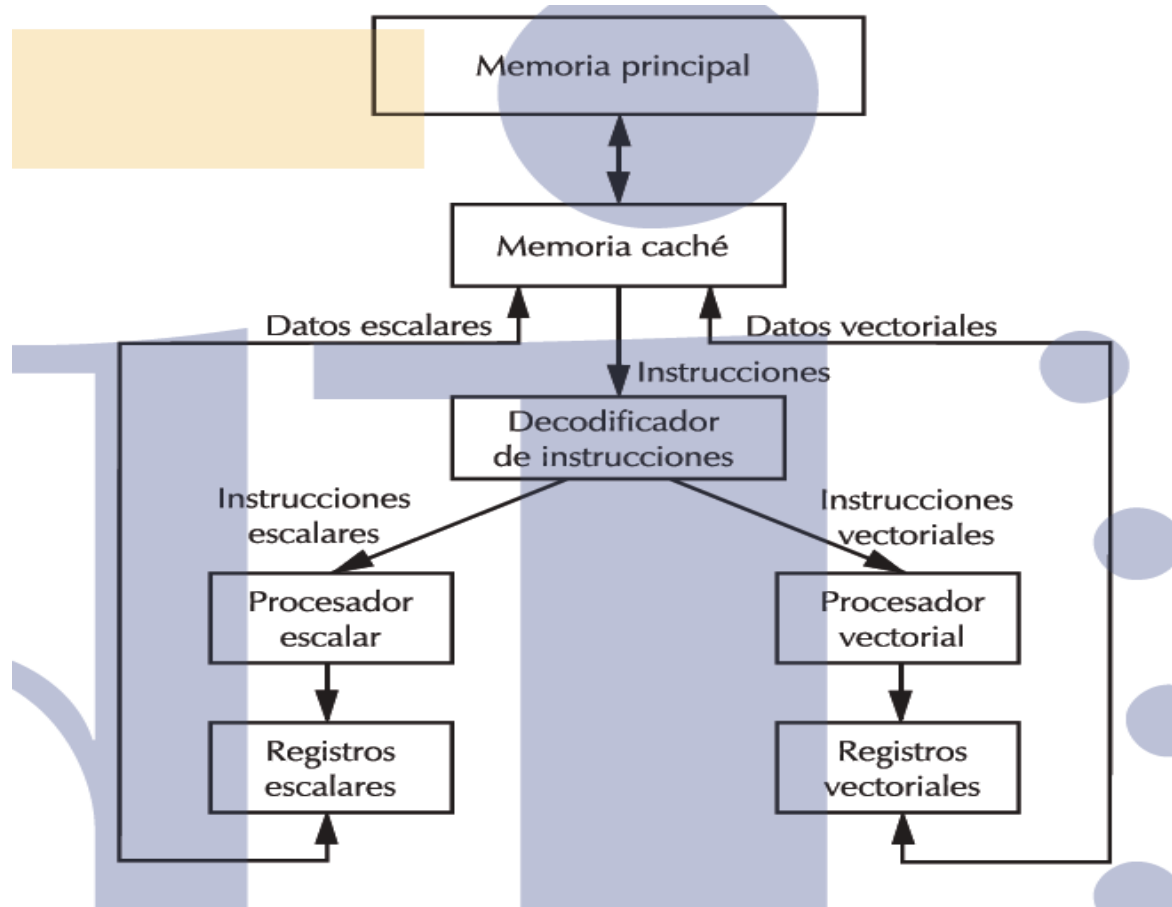 Memoria principal
Memoria caché
Datos escalares
Datos vectoriales
Instrucciones
Decodificador
de instrucciones
Instrucciones
escalares
Instrucciones
vectoriales
Procesador
escalar
Procesador
vectorial
Registros
escalares
Registros
vectoriales